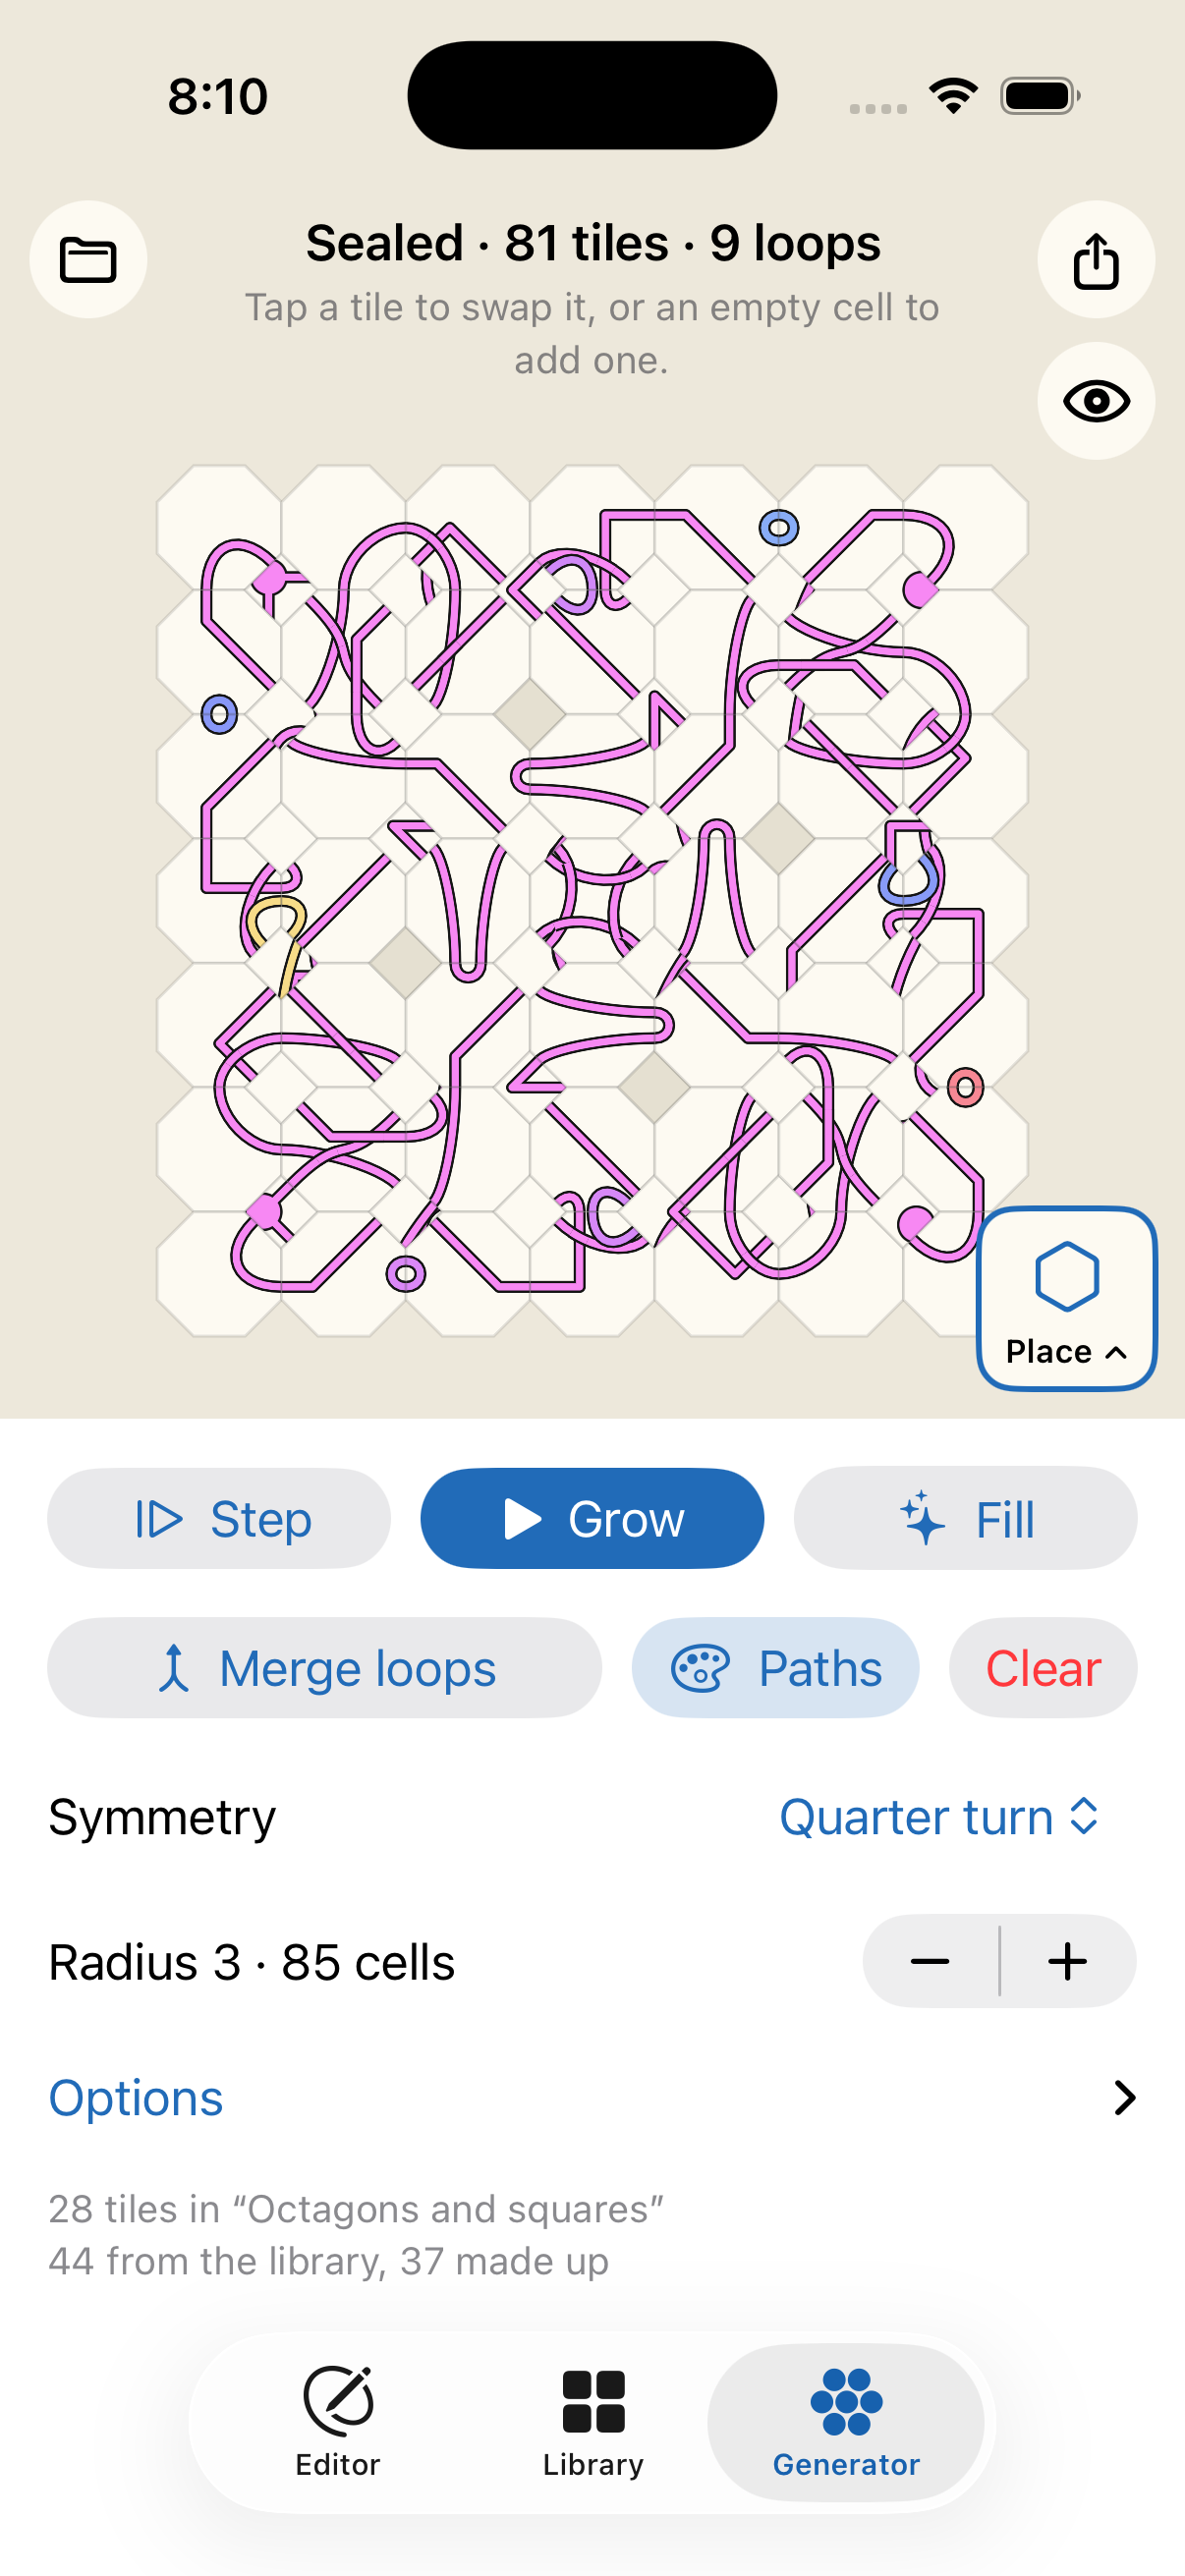 8:10
Sealed · 81 tiles · 9 loops
Tap a tile to swap it, or an empty cell to
add one.
Place
Step
Grow
Fill
Merge loops
Paths
Clear
Symmetry
Quarter turn
Radius 3 · 85 cells
Options
28 tiles in “Octagons and squares”
44 from the library, 37 made up
Editor
Library
Generator